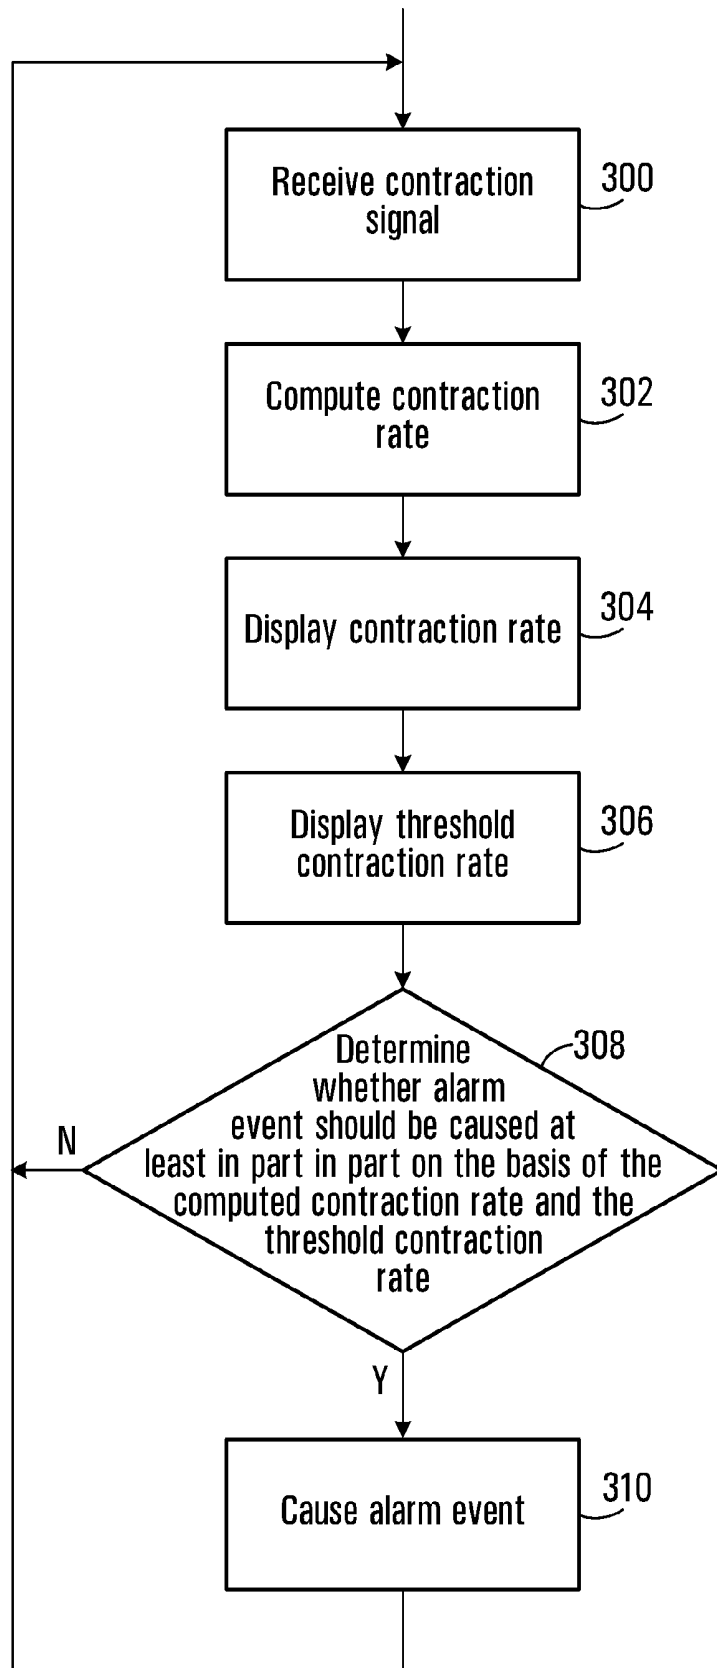 Receive contraction
signal
300
Compute contraction
rate
302
Display contraction rate
304
Display threshold
contraction rate
306
Determine
whether alarm
event should be caused at
least in part in part on the basis of the
computed contraction rate and the
threshold contraction
rate
308
N
Y
Cause alarm event
310